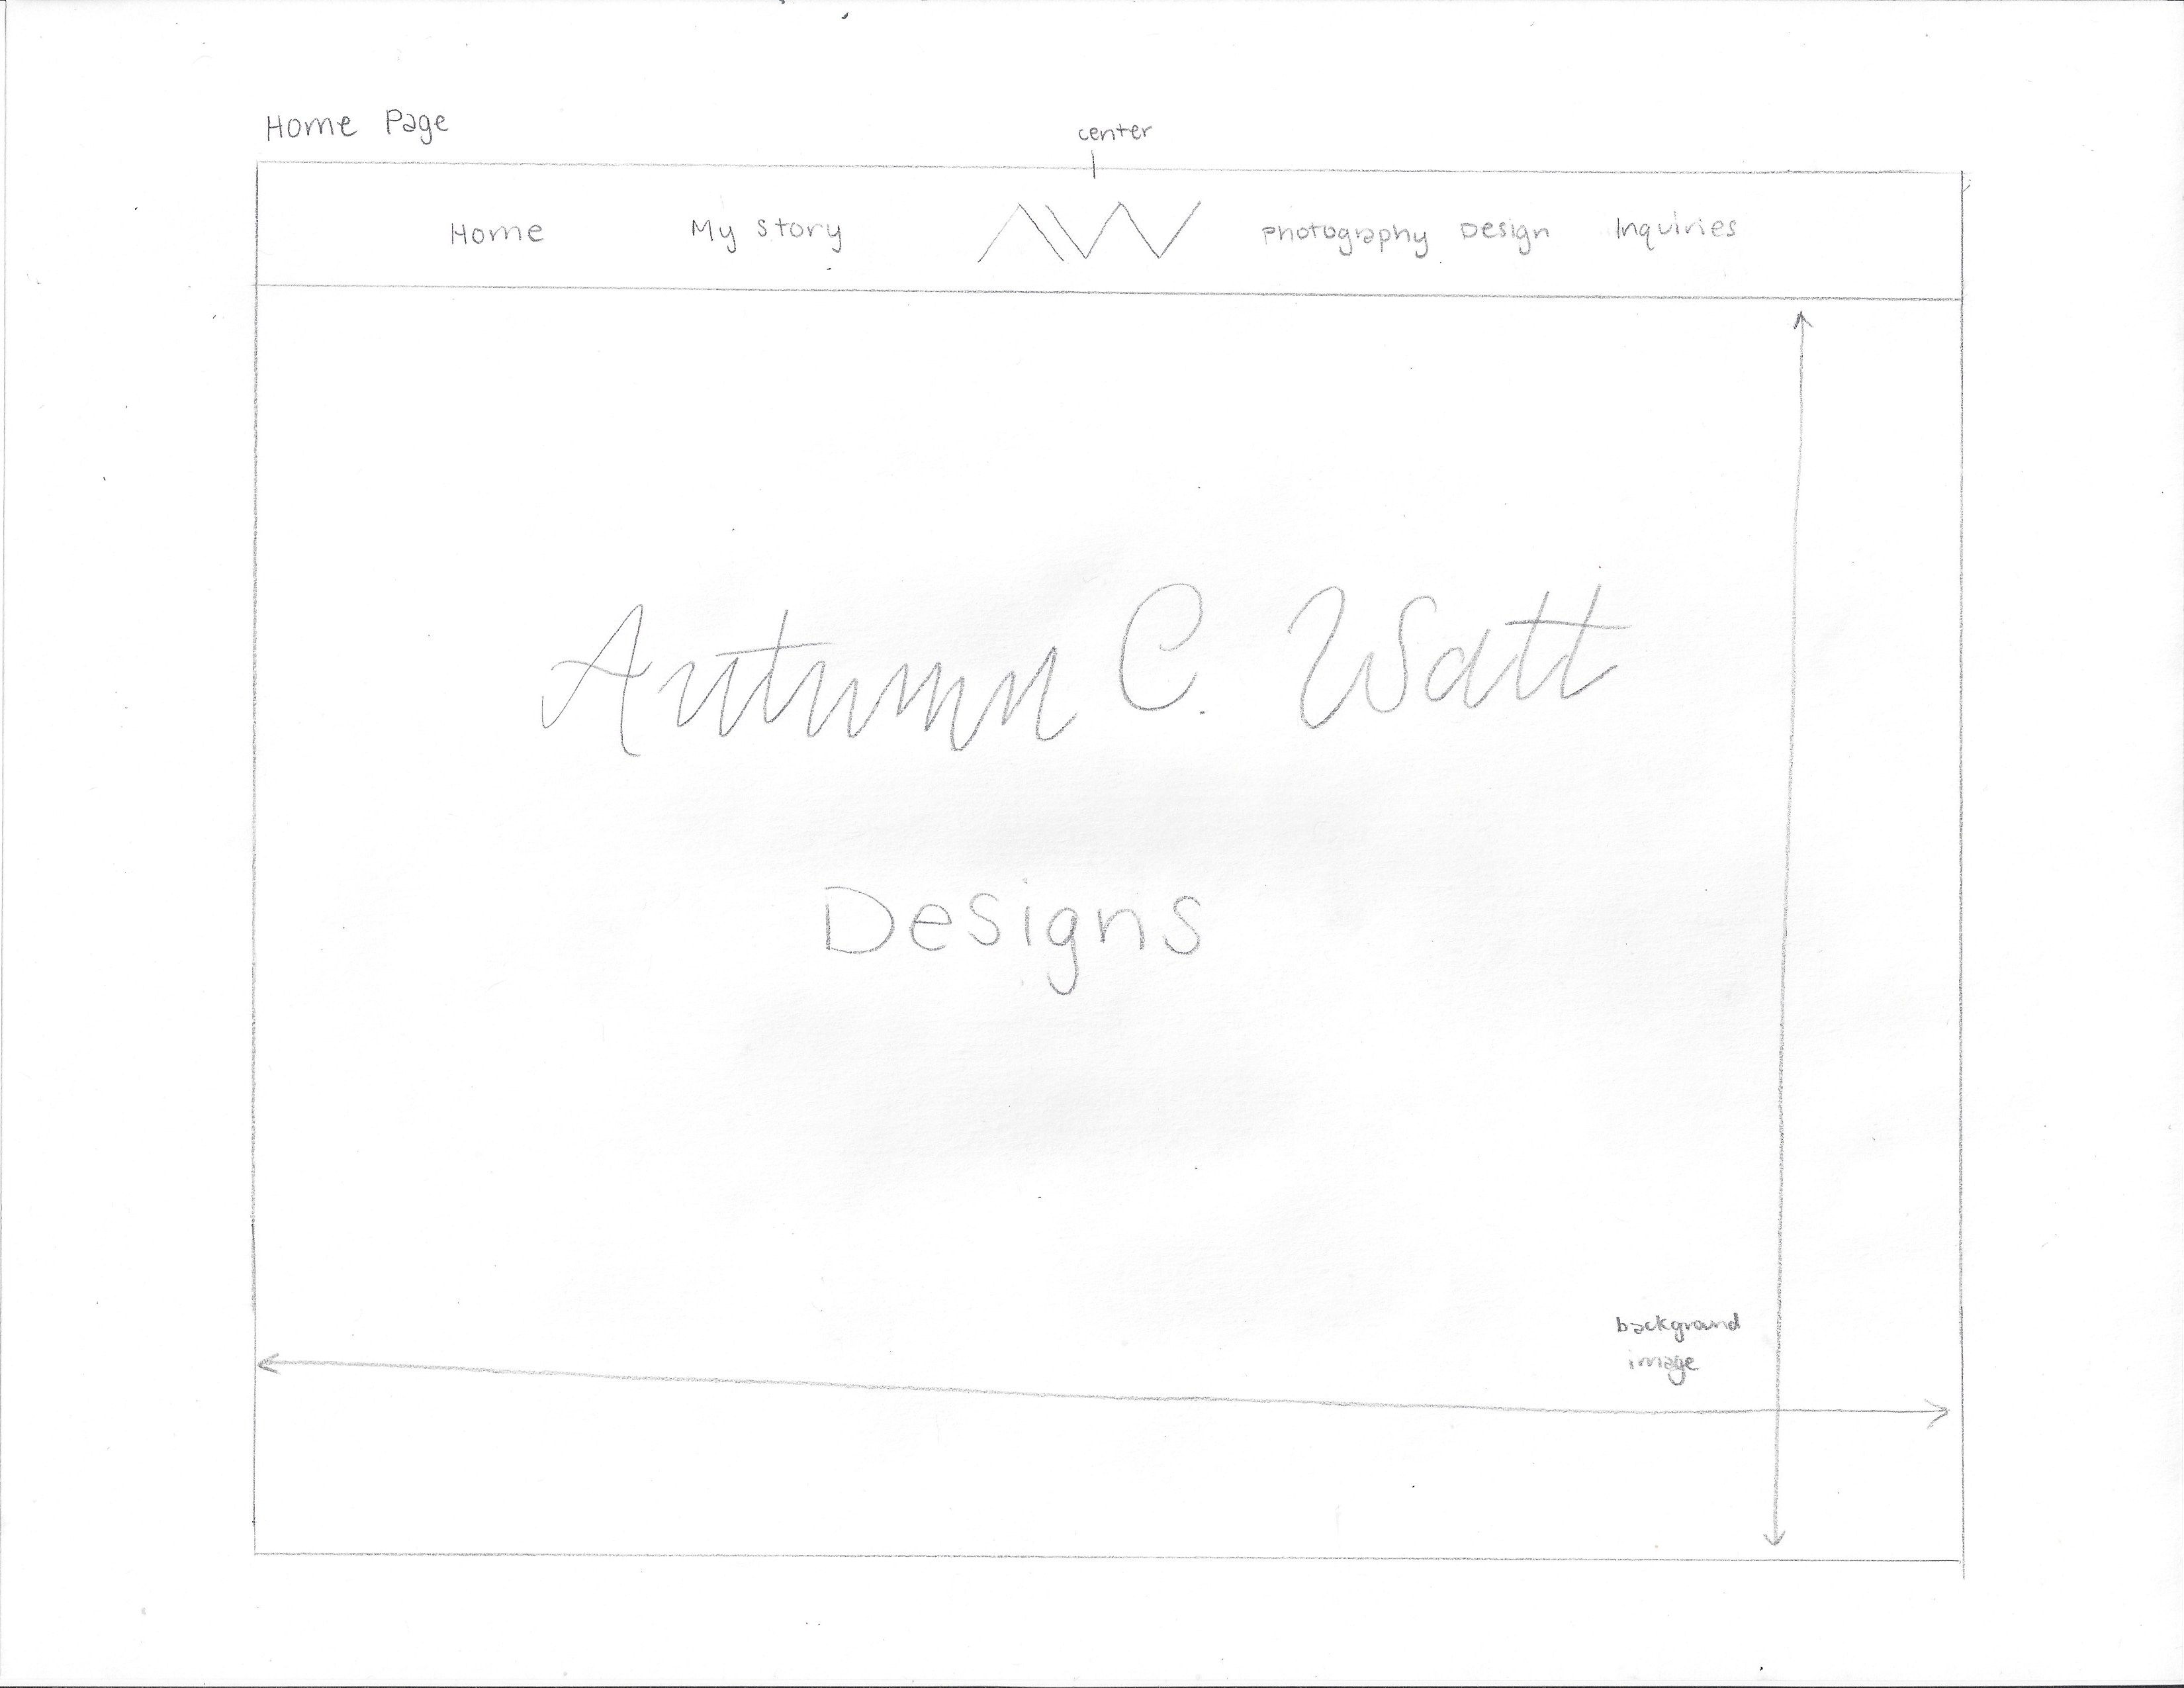 Home Page
center
Home My Story AW Photography Design Inquiries
Autumn C. Watt
Designs
background
image